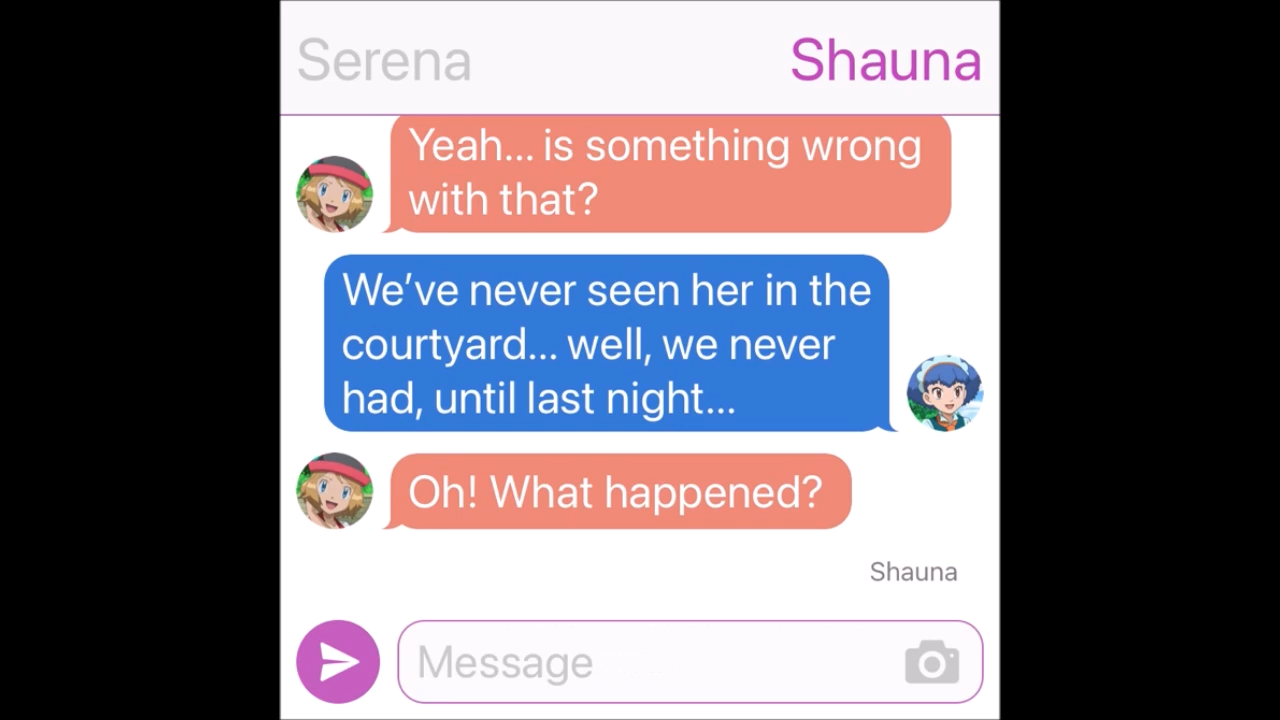 Serena
Shauna
Yeah... is something wrong
with that?
We've never seen her in the
courtyard... well, we never
had, until last night...
Oh! What happened?
Shauna
Message